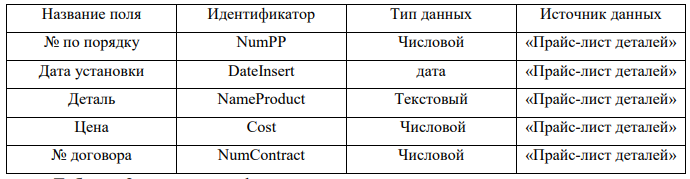 Название поля Идентификатор Тип данных Источник данных
№ по порядку NumPP Числовой «Прайс-лист деталей»
Дата установки DateInsert дата «Прайс-лист деталей»
Деталь NameProduct Текстовый «Прайс-лист деталей»
Цена Cost Числовой «Прайс-лист деталей»
№ договора NumContract Числовой «Прайс-лист деталей»